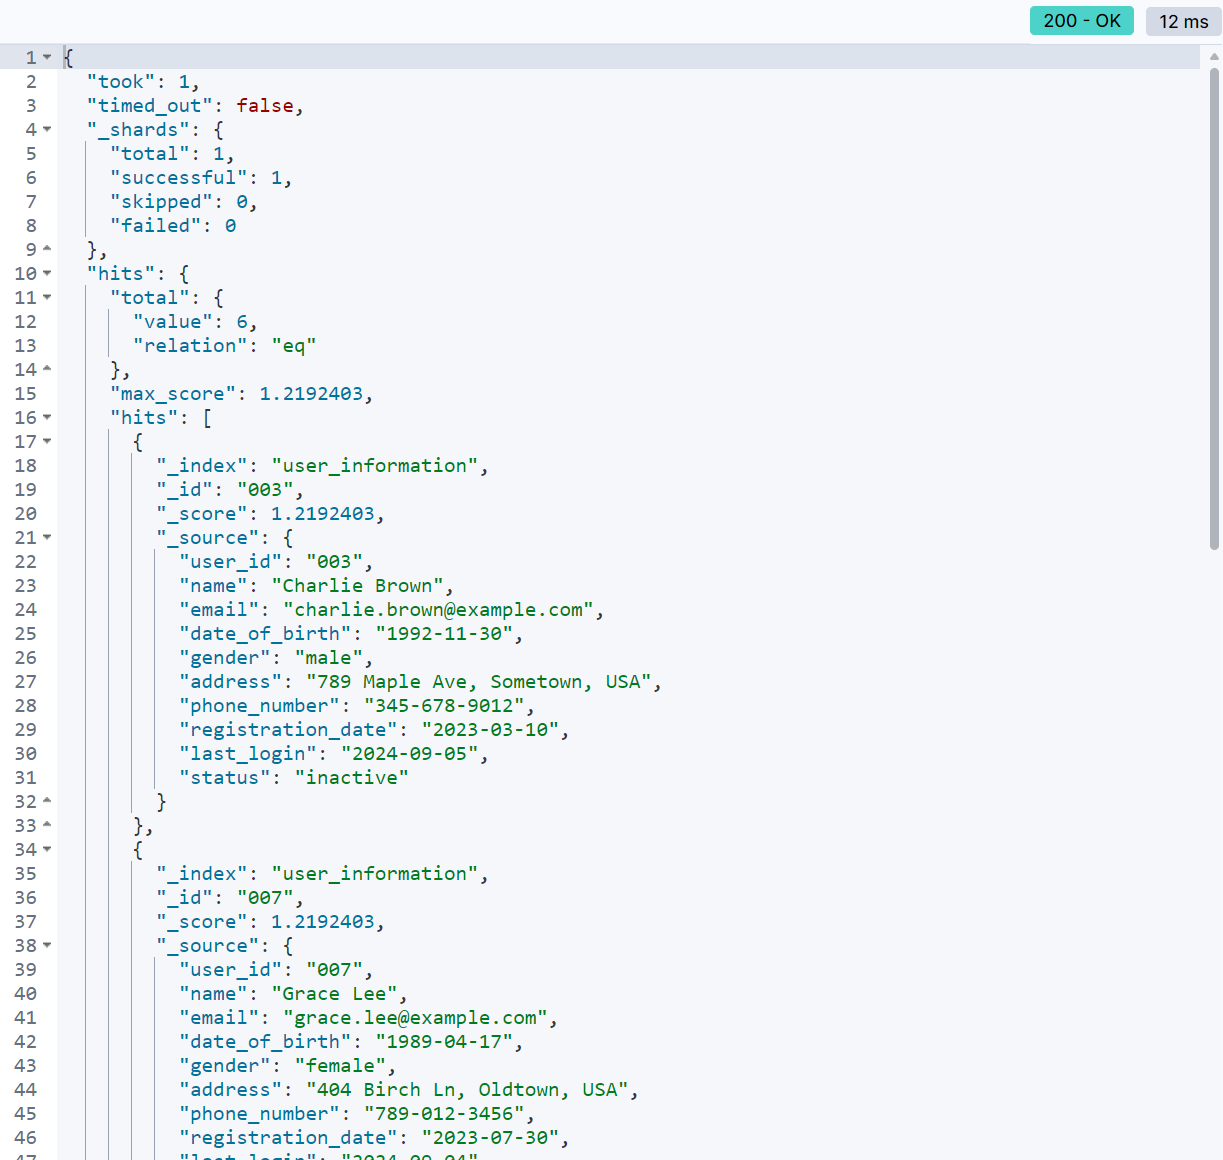 200 - OK 12 ms
1 {
2 "took": 1,
3 "timed_out": false,
4 "_shards": {
5 "total": 1,
6 "successful": 1,
7 "skipped": 0,
8 "failed": 0
9 },
10 "hits": {
11 "total": {
12 "value": 6,
13 "relation": "eq"
14 },
15 "max_score": 1.2192403,
16 "hits": [
17 {
18 "_index": "user_information",
19 "_id": "003",
20 "_score": 1.2192403,
21 "_source": {
22 "user_id": "003",
23 "name": "Charlie Brown",
24 "email": "charlie.brown@example.com",
25 "date_of_birth": "1992-11-30",
26 "gender": "male",
27 "address": "789 Maple Ave, Sometown, USA",
28 "phone_number": "345-678-9012",
29 "registration_date": "2023-03-10",
30 "last_login": "2024-09-05",
31 "status": "inactive"
32 }
33 },
34 {
35 "_index": "user_information",
36 "_id": "007",
37 "_score": 1.2192403,
38 "_source": {
39 "user_id": "007",
40 "name": "Grace Lee",
41 "email": "grace.lee@example.com",
42 "date_of_birth": "1989-04-17",
43 "gender": "female",
44 "address": "404 Birch Ln, Oldtown, USA",
45 "phone_number": "789-012-3456",
46 "registration_date": "2023-07-30",
47 "last_login": "2024-09-04"